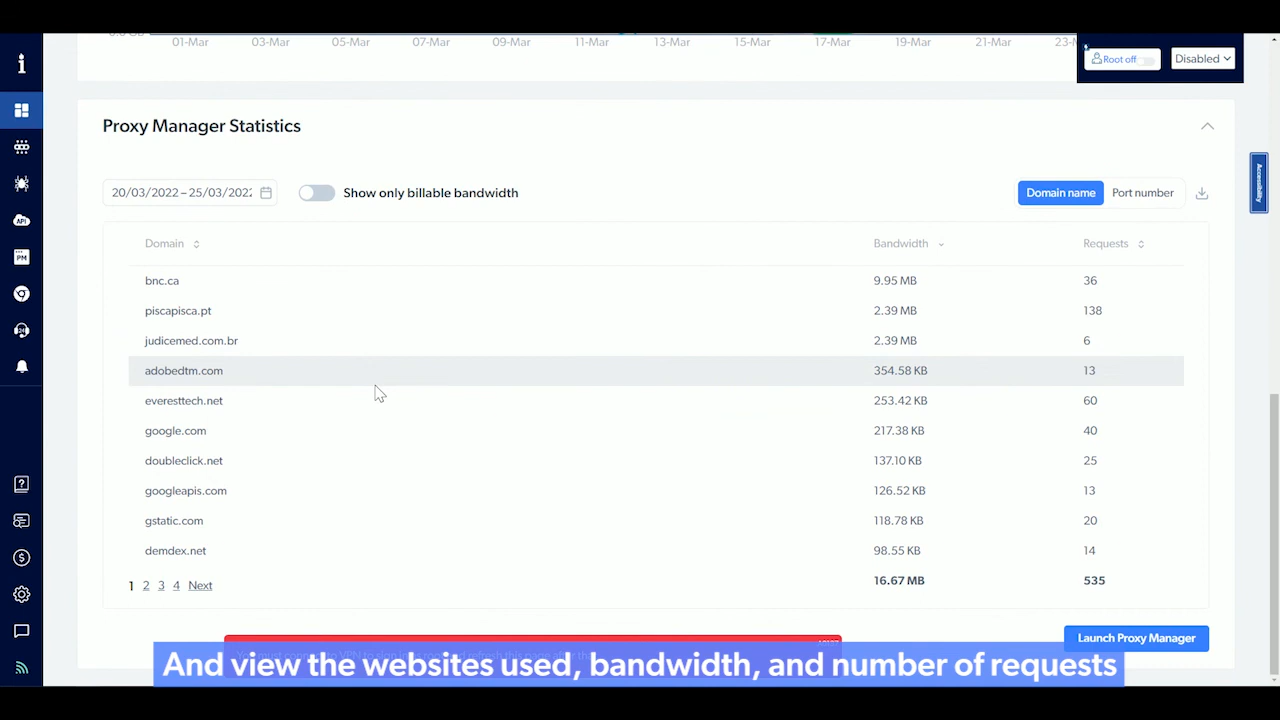 01-Mar 03-Mar 05-Mar 07-Mar 09-Mar 11-Mar 13-Mar 15-Mar 17-Mar 19-Mar 21-Mar 23-M
Root off Disabled
Proxy Manager Statistics
20/03/2022 – 25/03/2022 Show only billable bandwidth Domain name Port number
Accessibility
Domain Bandwidth Requests
bnc.ca 9.95 MB 36
piscapisca.pt 2.39 MB 138
judicemed.com.br 2.39 MB 6
adobedtm.com 354.58 KB 13
everesttech.net 253.42 KB 60
google.com 217.38 KB 40
doubleclick.net 137.10 KB 25
googleapis.com 126.52 KB 13
gstatic.com 118.78 KB 20
demdex.net 98.55 KB 14
1 2 3 4 Next 16.67 MB 535
Launch Proxy Manager
And view the websites used, bandwidth, and number of requests
API
PM